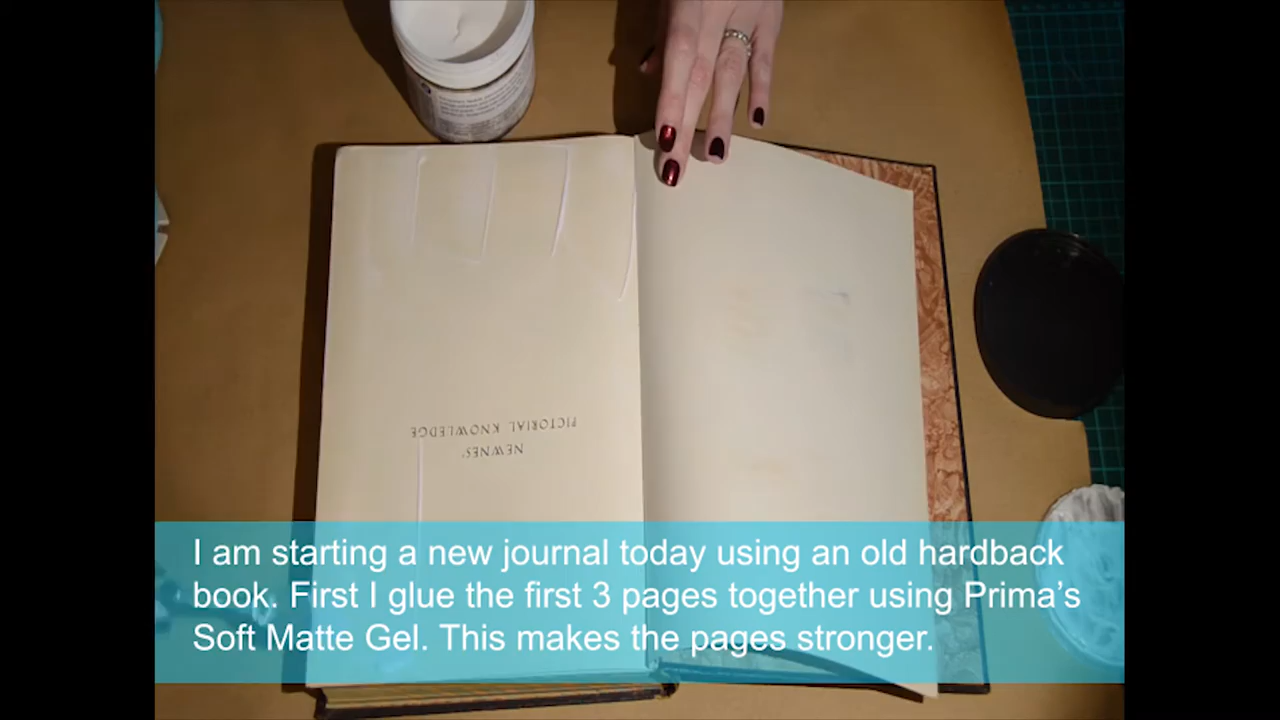 PICTORIAL KNOWLEDGE
NEWNES'
I am starting a new journal today using an old hardback
book. First I glue the first 3 pages together using Prima's
Soft Matte Gel. This makes the pages stronger.